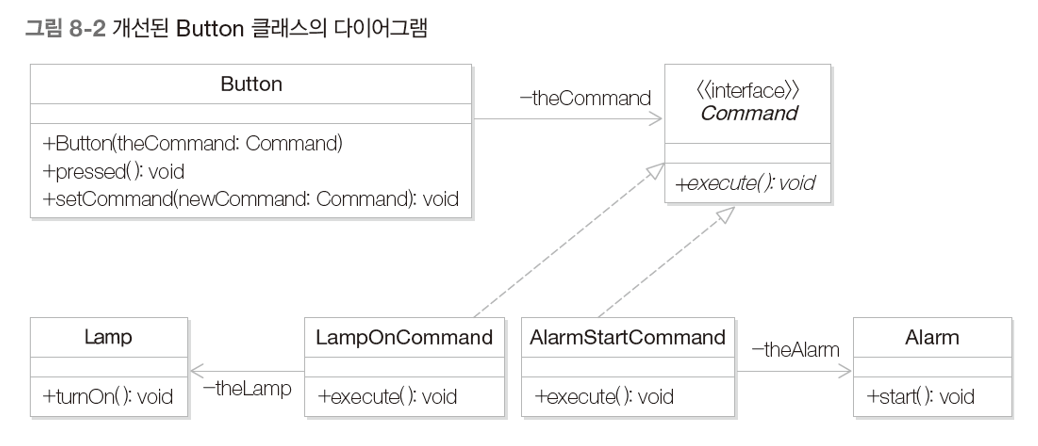 그림 8-2 개선된 Button 클래스의 다이어그램
Button
+Button(theCommand: Command)
+pressed( ): void
+setCommand(newCommand: Command): void
-theCommand
<<interface>>
Command
+execute( ): void
Lamp
+turnOn( ): void
-theLamp
LampOnCommand
+execute( ): void
AlarmStartCommand
+execute( ): void
-theAlarm
Alarm
+start( ): void